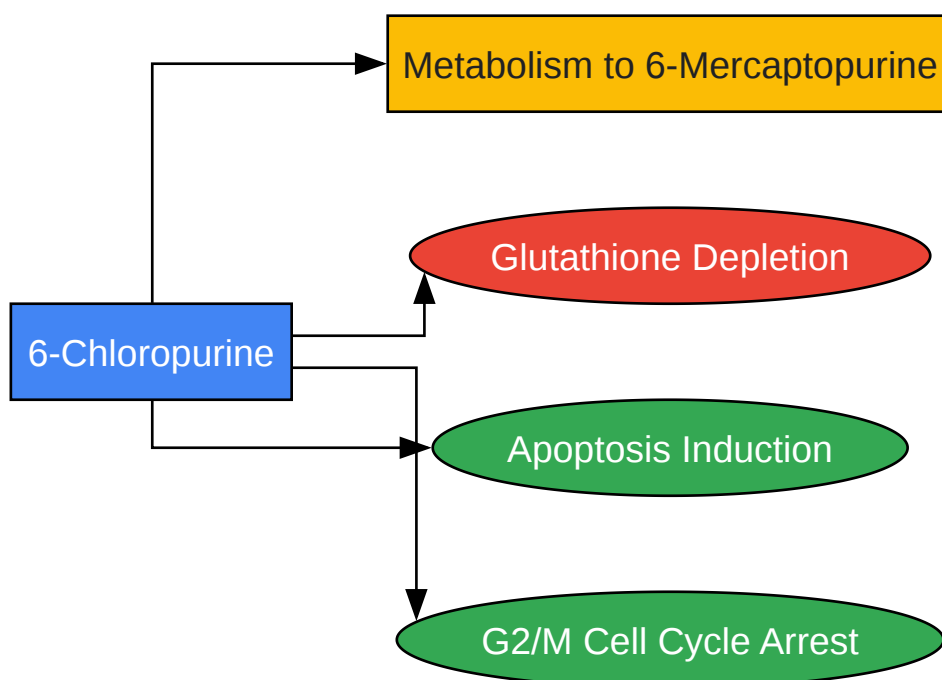 Metabolism to 6-Mercaptopurine
Glutathione Depletion
6-Chloropurine
Apoptosis Induction
G2/M Cell Cycle Arrest